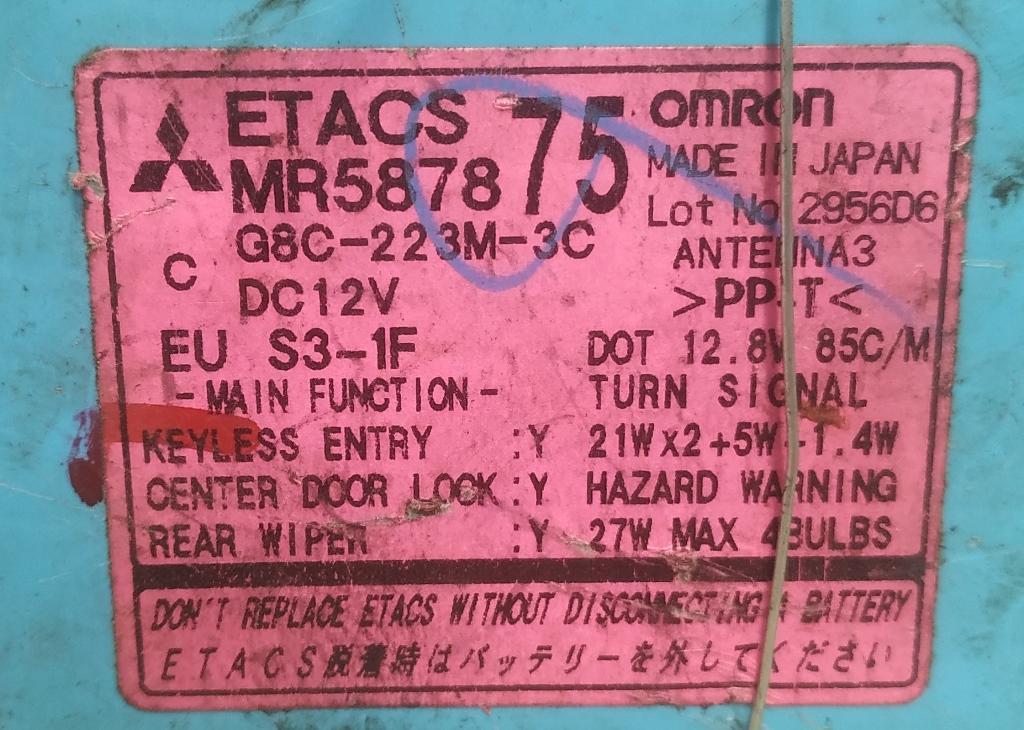 ETACS
MR587875
OMRON
MADE IN JAPAN
Lot No 2956D6
C
G8C-223M-3C
DC12V
ANTENNA3
>PP-T<
EU S3-1F
DOT 12.8V 85C/M
-MAIN FUNCTION-
TURN SIGNAL
KEYLESS ENTRY :Y
21Wx2+5W+1.4W
CENTER DOOR LOCK:Y
HAZARD WARNING
REAR WIPER :Y
27W MAX 4BULBS
DON'T REPLACE ETACS WITHOUT DISCONNECTING A BATTERY
ETACS脱着時はバッテリーを外してください